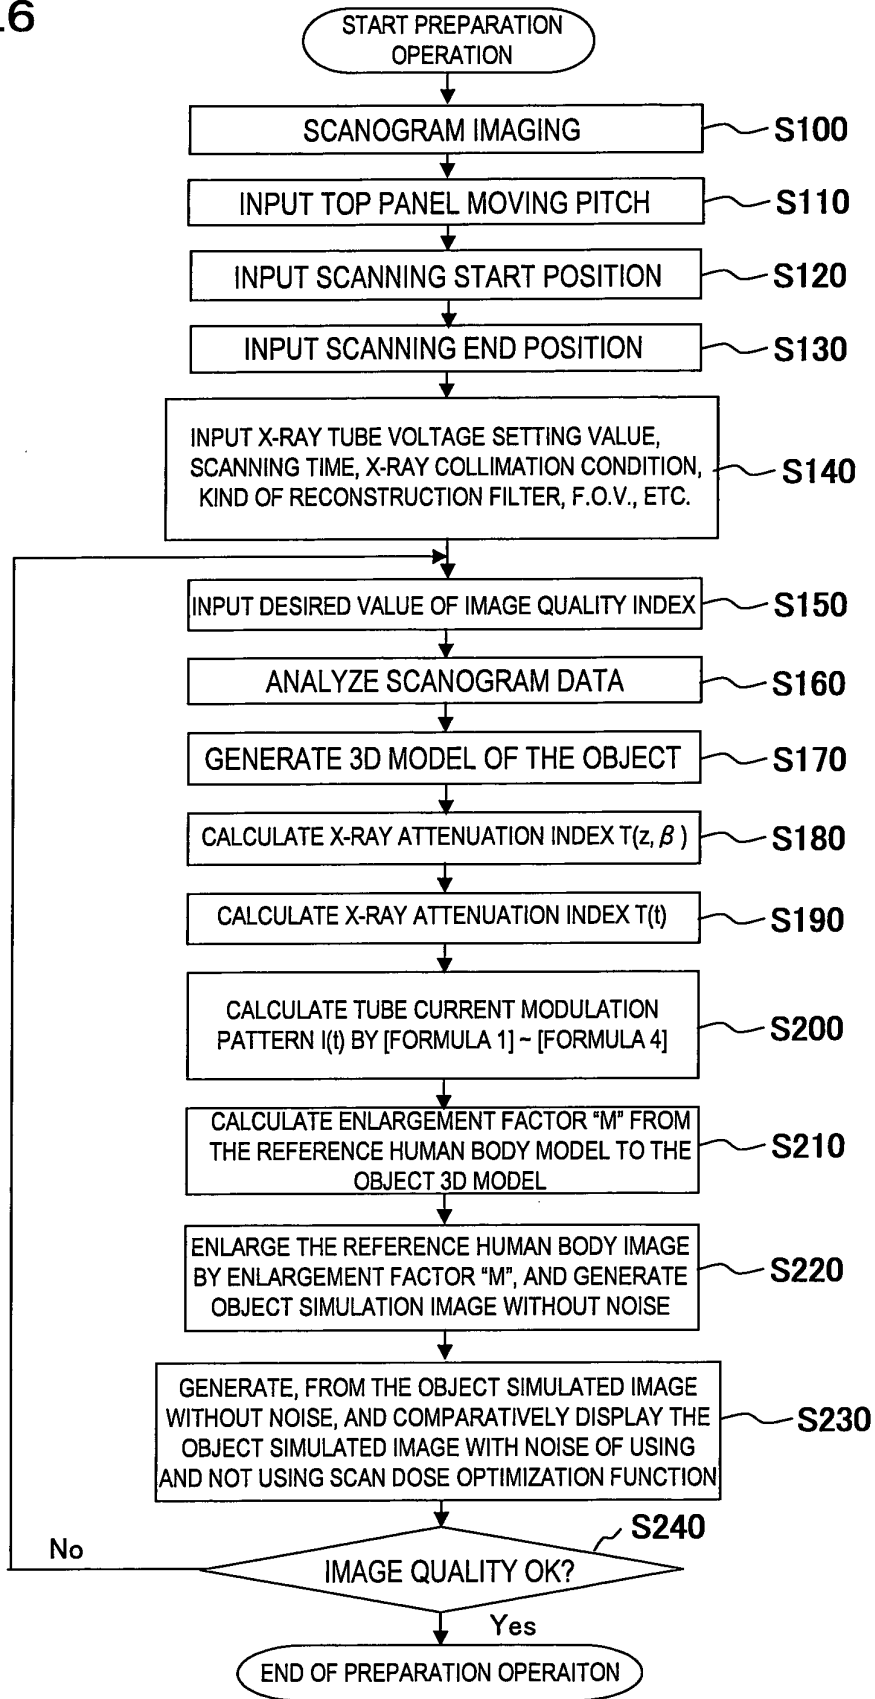 .6
START PREPARATION
OPERATION
SCANOGRAM IMAGING
S100
INPUT TOP PANEL MOVING PITCH
S110
INPUT SCANNING START POSITION
S120
INPUT SCANNING END POSITION
S130
INPUT X-RAY TUBE VOLTAGE SETTING VALUE,
SCANNING TIME, X-RAY COLLIMATION CONDITION,
KIND OF RECONSTRUCTION FILTER, F.O.V., ETC.
S140
INPUT DESIRED VALUE OF IMAGE QUALITY INDEX
S150
ANALYZE SCANOGRAM DATA
S160
GENERATE 3D MODEL OF THE OBJECT
S170
CALCULATE X-RAY ATTENUATION INDEX T(z, β )
S180
CALCULATE X-RAY ATTENUATION INDEX T(t)
S190
CALCULATE TUBE CURRENT MODULATION
PATTERN I(t) BY [FORMULA 1] ~ [FORMULA 4]
S200
CALCULATE ENLARGEMENT FACTOR “M” FROM
THE REFERENCE HUMAN BODY MODEL TO THE
OBJECT 3D MODEL
S210
ENLARGE THE REFERENCE HUMAN BODY IMAGE
BY ENLARGEMENT FACTOR “M”, AND GENERATE
OBJECT SIMULATION IMAGE WITHOUT NOISE
S220
GENERATE, FROM THE OBJECT SIMULATED IMAGE
WITHOUT NOISE, AND COMPARATIVELY DISPLAY THE
OBJECT SIMULATED IMAGE WITH NOISE OF USING
AND NOT USING SCAN DOSE OPTIMIZATION FUNCTION
S230
S240
No
IMAGE QUALITY OK?
Yes
END OF PREPARATION OPERAITON